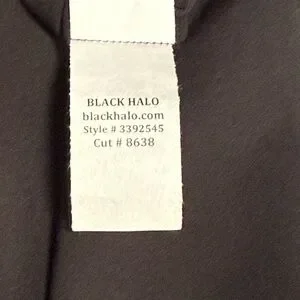 BLACK HALO
blackhalo.com
Style # 3392545
Cut # 8638